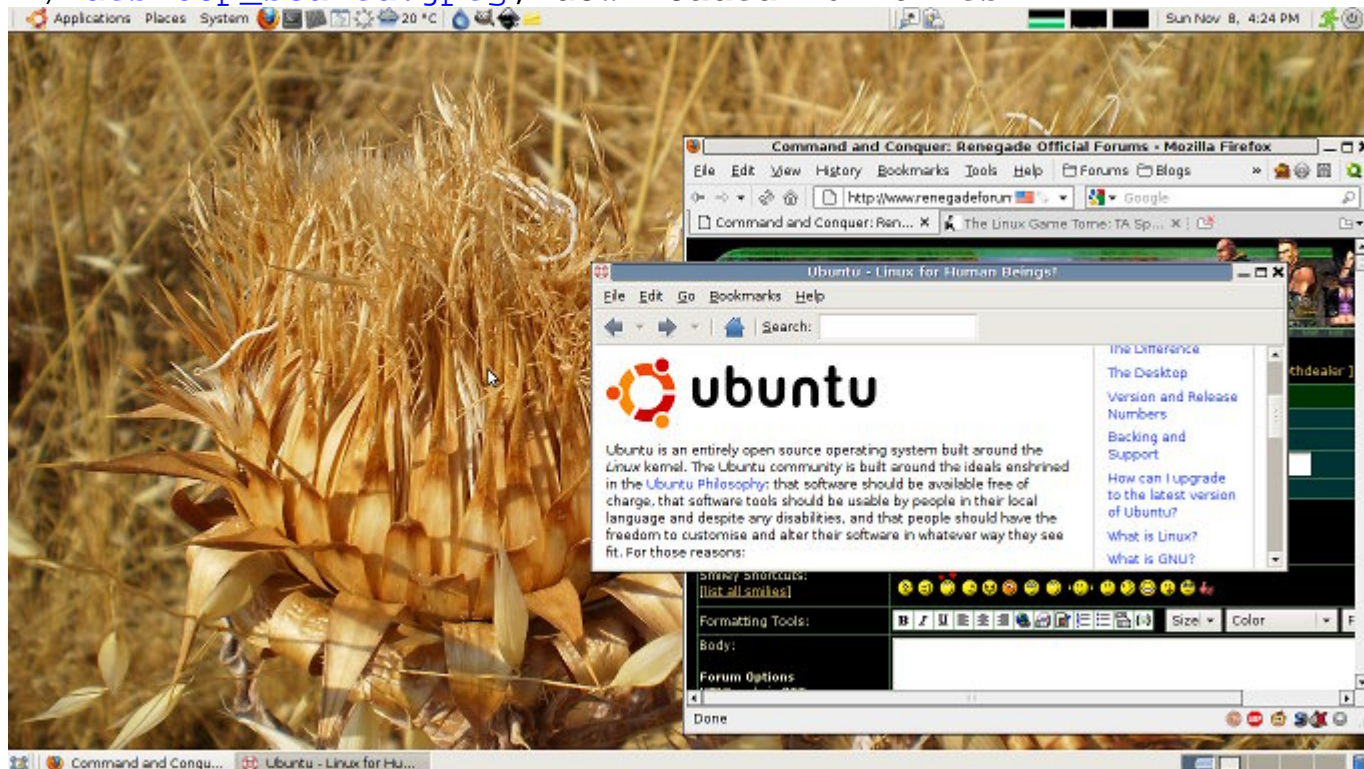 Applications Places System 20 °C Sun Nov 8, 4:24 PM
Command and Conquer: Renegade Official Forums - Mozilla Firefox
File Edit View History Bookmarks Tools Help Forums Blogs »
http://www.renegadeforum Google
Command and Conquer: Ren... The Linux Game Tome: TA Sp...
Ubuntu - Linux for Human Beings!
File Edit Go Bookmarks Help
Search:
ubuntu
Ubuntu is an entirely open source operating system built around the
Linux kernel. The Ubuntu community is built around the ideals enshrined
in the Ubuntu Philosophy: that software should be available free of
charge, that software tools should be usable by people in their local
language and despite any disabilities, and that people should have the
freedom to customise and alter their software in whatever way they see
fit. For those reasons:
The Difference
The Desktop
Version and Release
Numbers
Backing and
Support
How can I upgrade
to the latest version
of Ubuntu?
What is Linux?
What is GNU?
thdealer ]
Smiley Shortcuts:
[list all smilies]
Formatting Tools: B I U Size Color F
Body:
Forum Options
Done
Command and Conqu... Ubuntu - Linux for Hu...